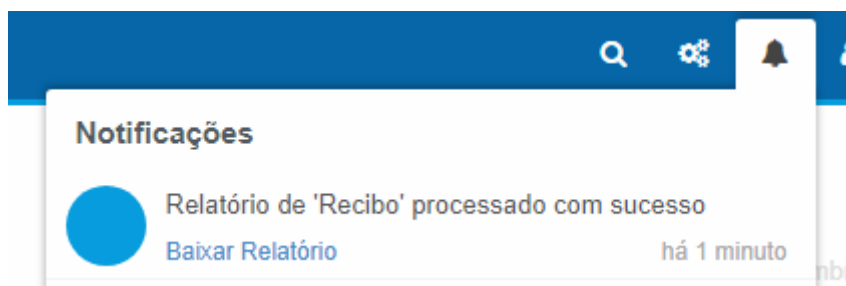 Notificações
Relatório de 'Recibo' processado com sucesso
Baixar Relatório
há 1 minuto